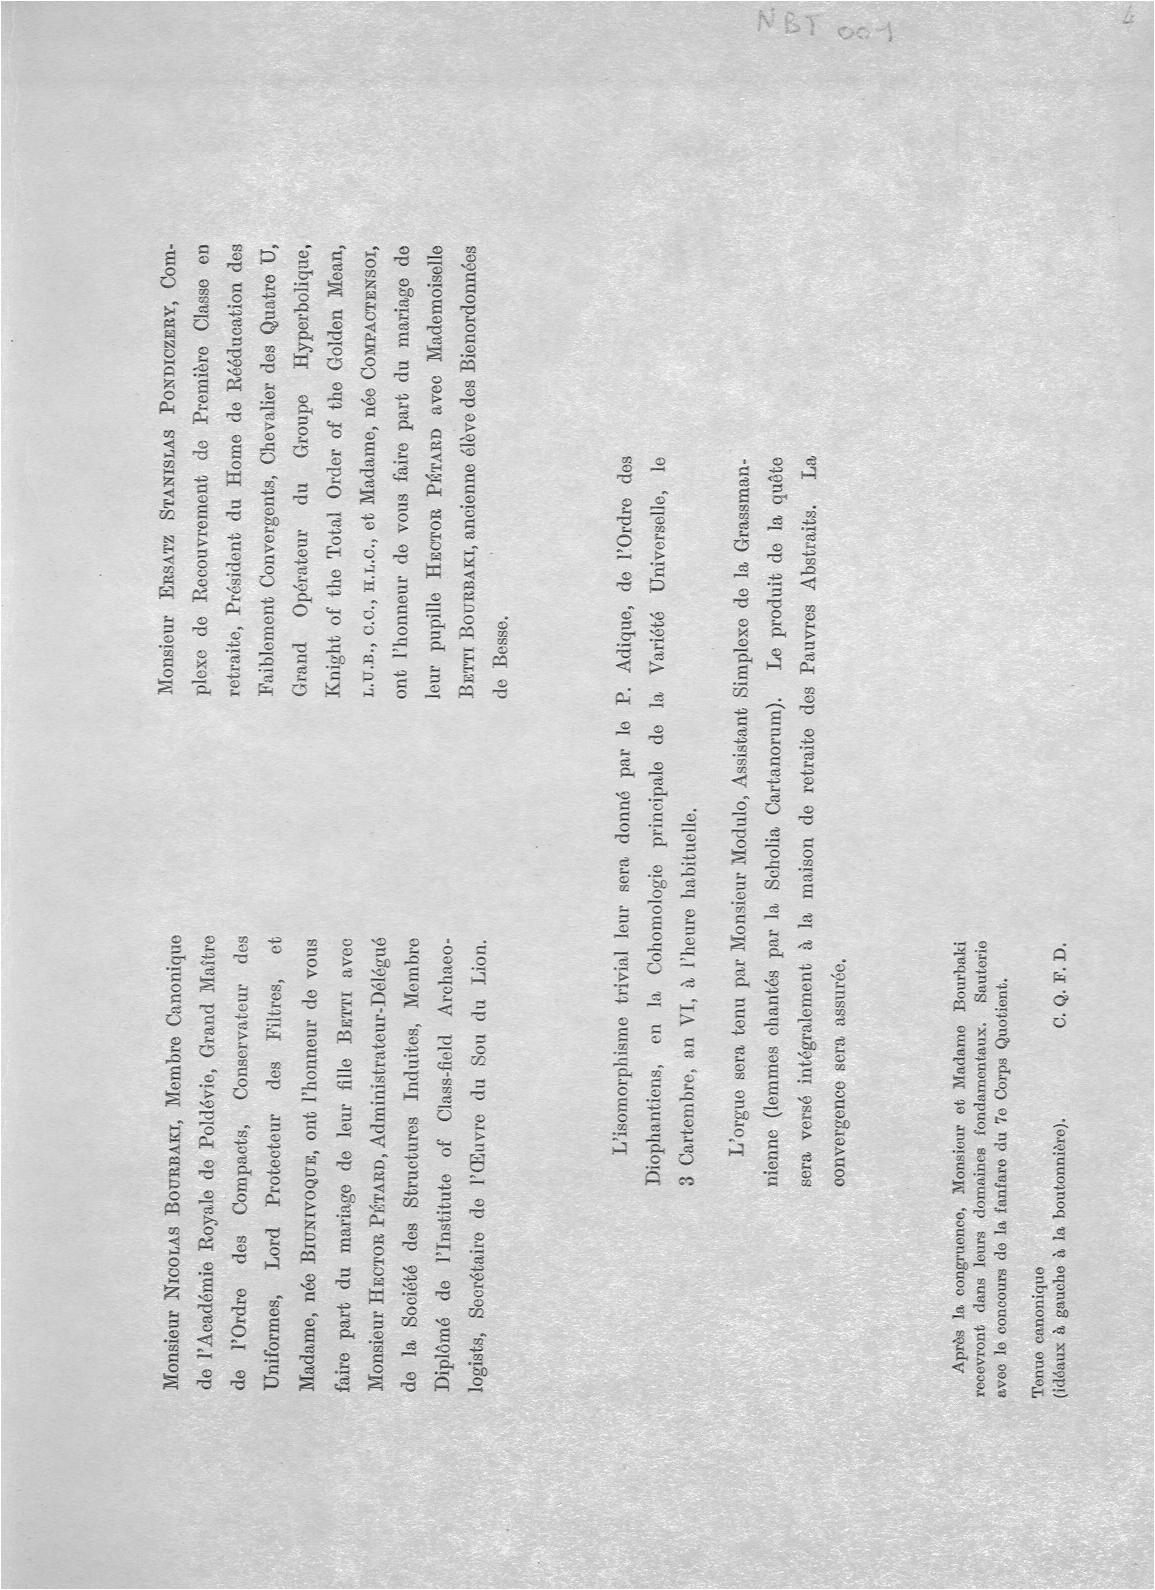 Monsieur NICOLAS BOURBAKI, Membre Canonique
de l'Académie Royale de Poldévie, Grand Maître
de l'Ordre des Compacts, Conservateur des
Uniformes, Lord Protecteur des Filtres, et
Madame, née BIUNIVOQUE, ont l'honneur de vous
faire part du mariage de leur fille BETTI avec
Monsieur HECTOR PÉTARD, Administrateur-Délégué
de la Société des Structures Induites, Membre
Diplômé de l'Institute of Class-field Archaeo-
logists, Secrétaire de l'Œuvre du Sou du Lion.
Monsieur ERSATZ STANISLAS PONDICZERY, Com-
plexe de Recouvrement de Première Classe en
retraite, Président du Home de Rééducation des
Faiblement Convergents, Chevalier des Quatre U,
Grand Opérateur du Groupe Hyperbolique,
Knight of the Total Order of the Golden Mean,
L.U.B., C.C., H.L.C., et Madame, née COMPACTENSOI,
ont l'honneur de vous faire part du mariage de
leur pupille HECTOR PÉTARD avec Mademoiselle
BETTI BOURBAKI, ancienne élève des Bienordonnées
de Besse.
L'isomorphisme trivial leur sera donné par le P. Adique, de l'Ordre des
Diophantiens, en la Cohomologie principale de la Variété Universelle, le
3 Cartembre, an VI, à l'heure habituelle.
L'orgue sera tenu par Monsieur Modulo, Assistant Simplexe de la Grassman-
nienne (lemmes chantés par la Scholia Cartanorum). Le produit de la quête
sera versé intégralement à la maison de retraite des Pauvres Abstraits. La
convergence sera assurée.
Après la congruence, Monsieur et Madame Bourbaki
recevront dans leurs domaines fondamentaux. Sauterie
avec le concours de la fanfare du 7e Corps Quotient.
Tenue canonique
(idéaux à gauche à la boutonnière). C. Q. F. D.
NBT 001